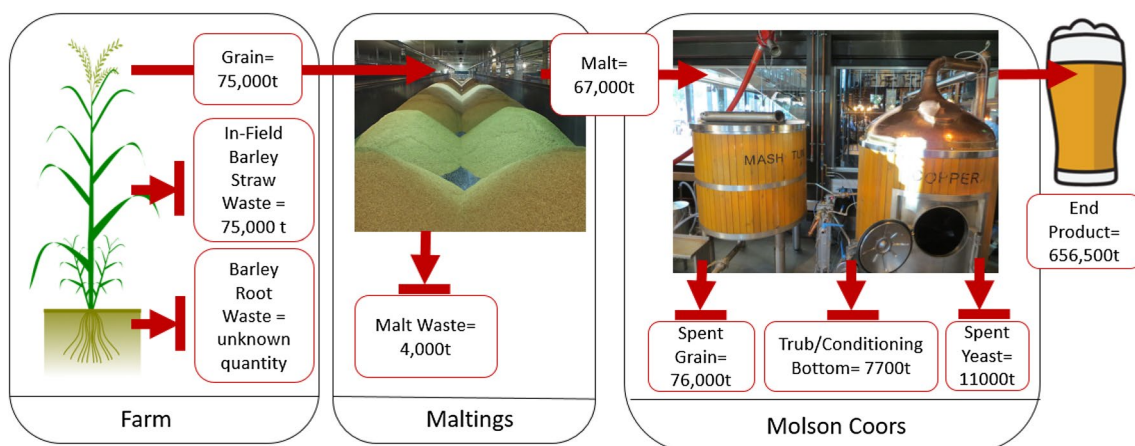 Grain=
75,000t
In-Field
Barley
Straw
Waste =
75,000 t
Barley
Root
Waste =
unknown
quantity
Farm
Malt Waste=
4,000t
Maltings
Malt=
67,000t
MASH TUN
COPPER
Spent
Grain=
76,000t
Trub/Conditioning
Bottom= 7700t
Spent
Yeast=
11000t
Molson Coors
End
Product=
656,500t